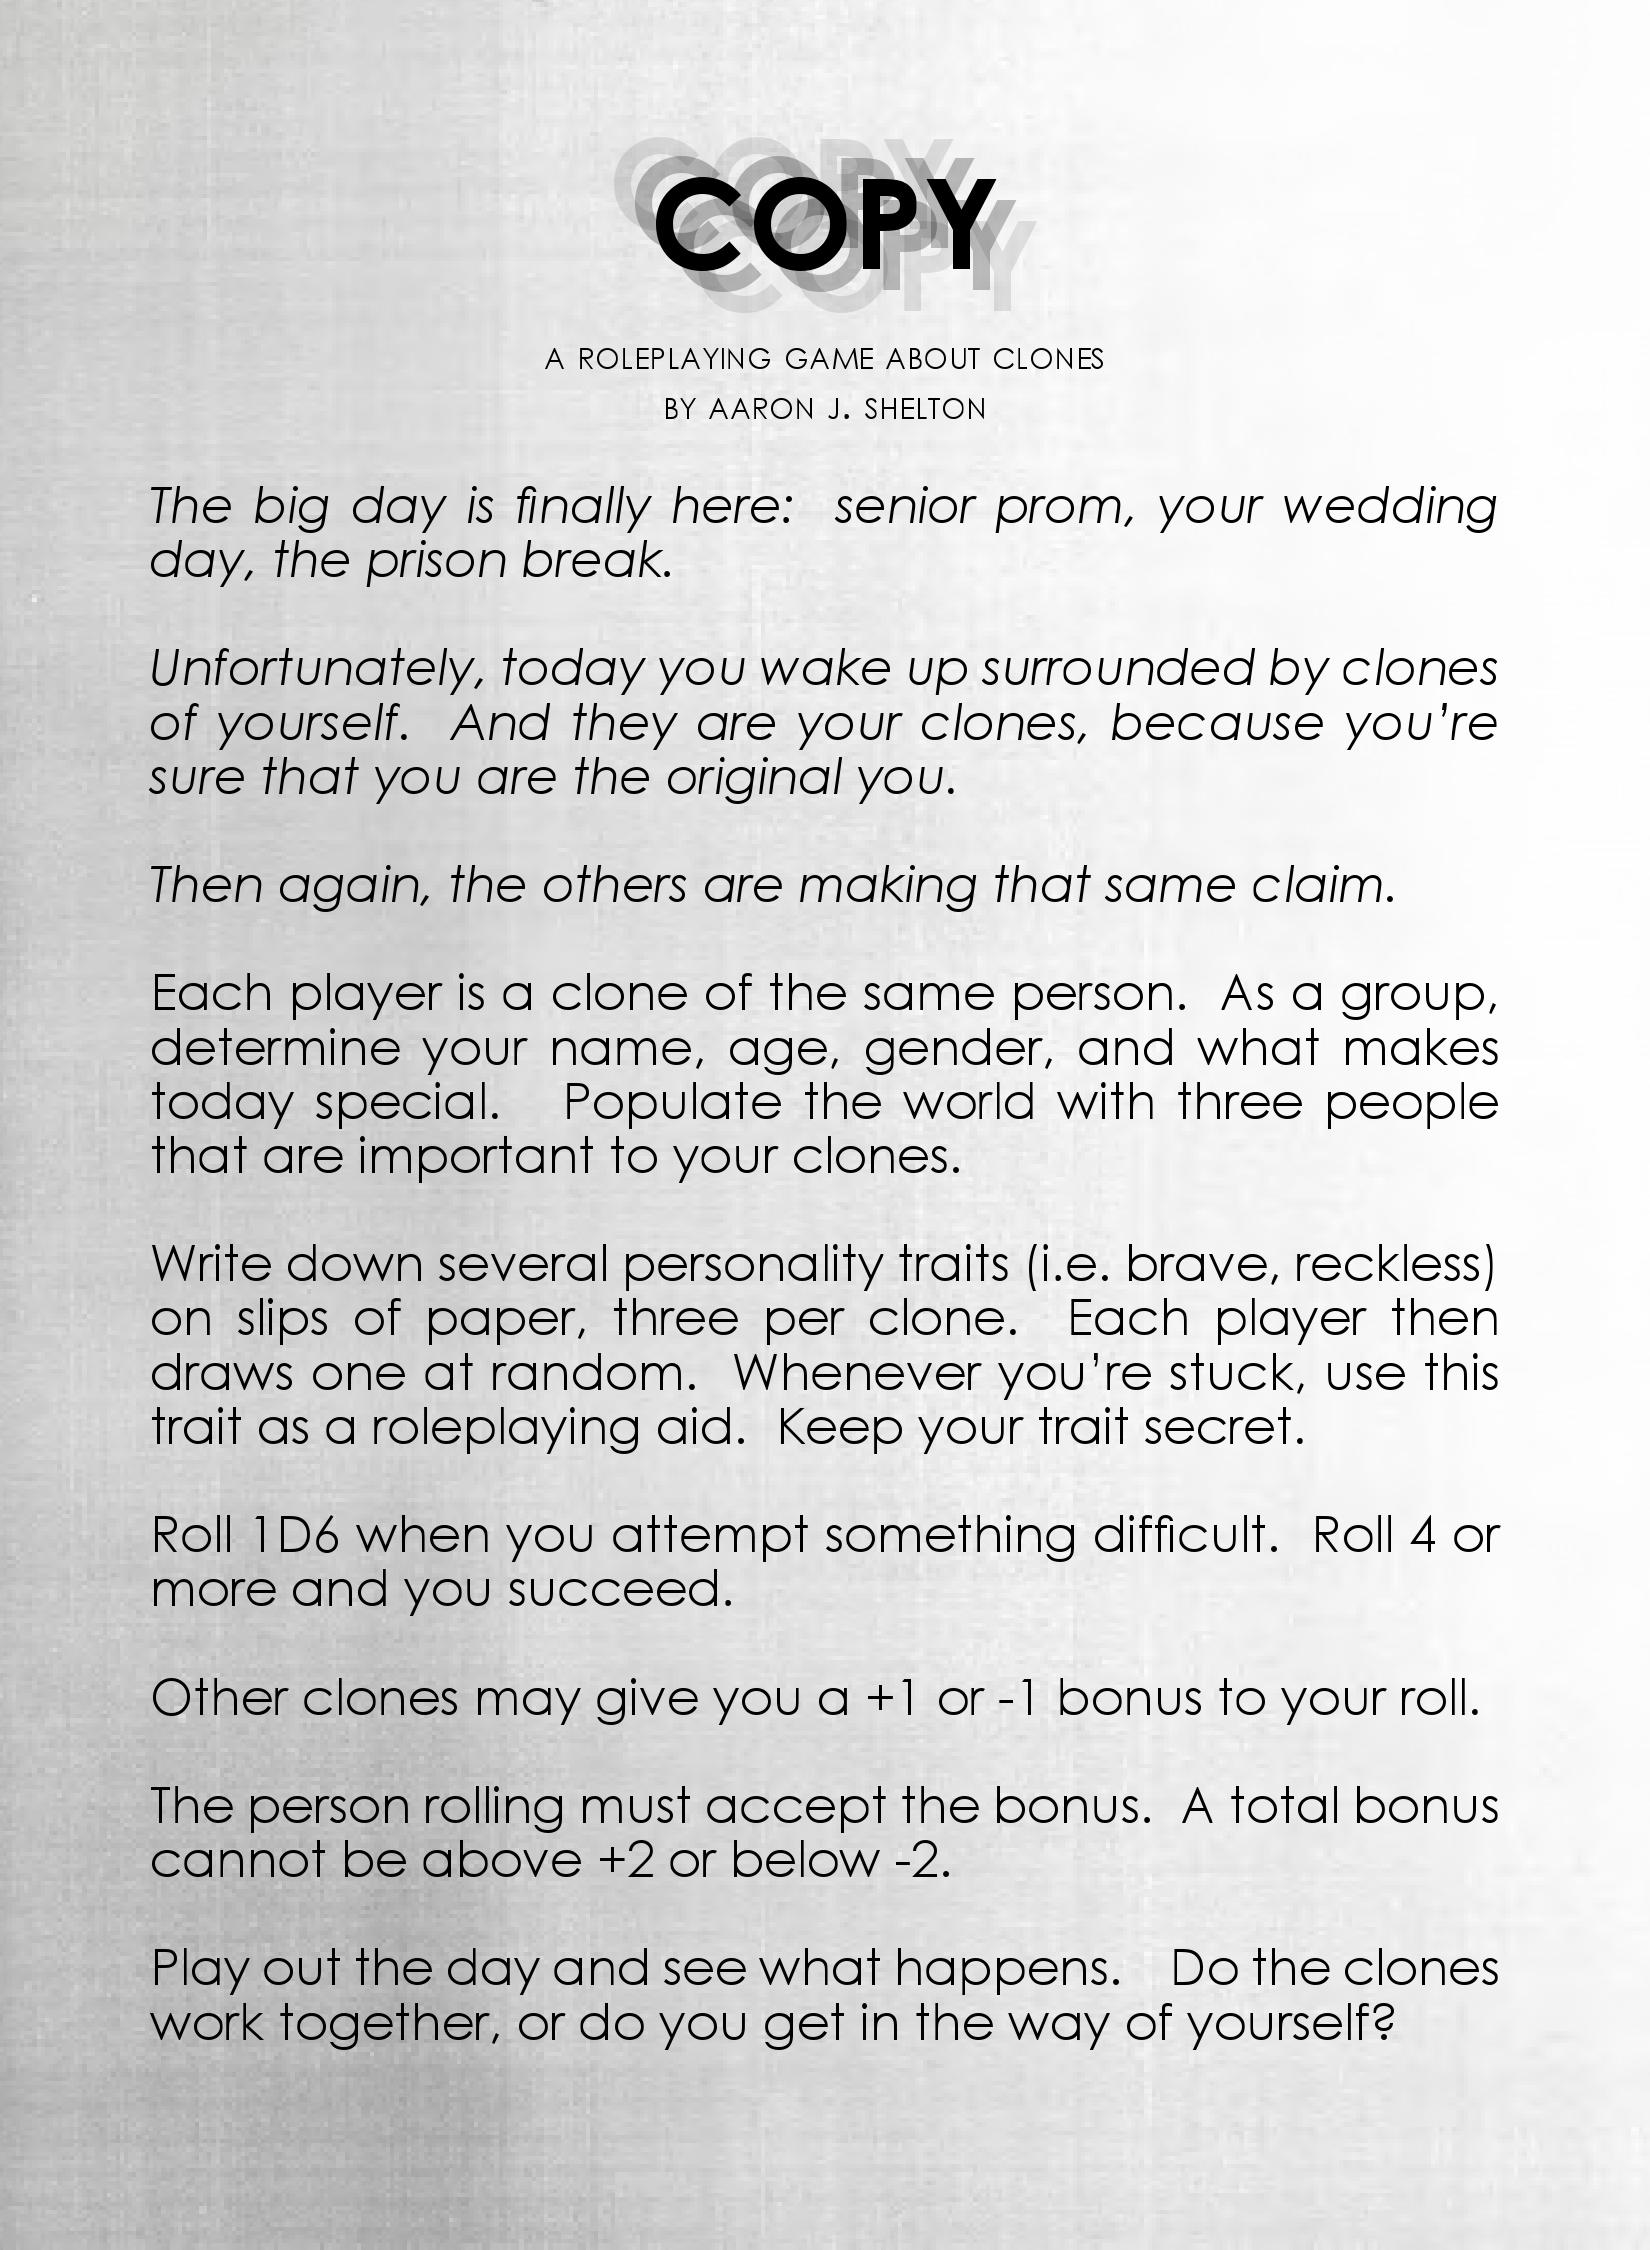 COPY
A ROLEPLAYING GAME ABOUT CLONES
BY AARON J. SHELTON
The big day is finally here:  senior prom, your wedding
day, the prison break.
Unfortunately, today you wake up surrounded by clones
of yourself.  And they are your clones, because you’re
sure that you are the original you.
Then again, the others are making that same claim.
Each player is a clone of the same person.  As a group,
determine your name, age, gender, and what makes
today special.  Populate the world with three people
that are important to your clones.
Write down several personality traits (i.e. brave, reckless)
on slips of paper, three per clone.  Each player then
draws one at random.  Whenever you’re stuck, use this
trait as a roleplaying aid.  Keep your trait secret.
Roll 1D6 when you attempt something difficult.  Roll 4 or
more and you succeed.
Other clones may give you a +1 or -1 bonus to your roll.
The person rolling must accept the bonus.  A total bonus
cannot be above +2 or below -2.
Play out the day and see what happens.  Do the clones
work together, or do you get in the way of yourself?